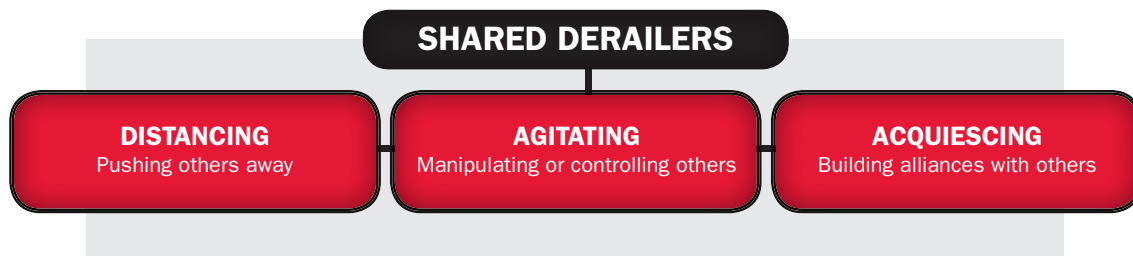 SHARED DERAILERS
DISTANCING
Pushing others away
AGITATING
Manipulating or controlling others
ACQUIESCING
Building alliances with others